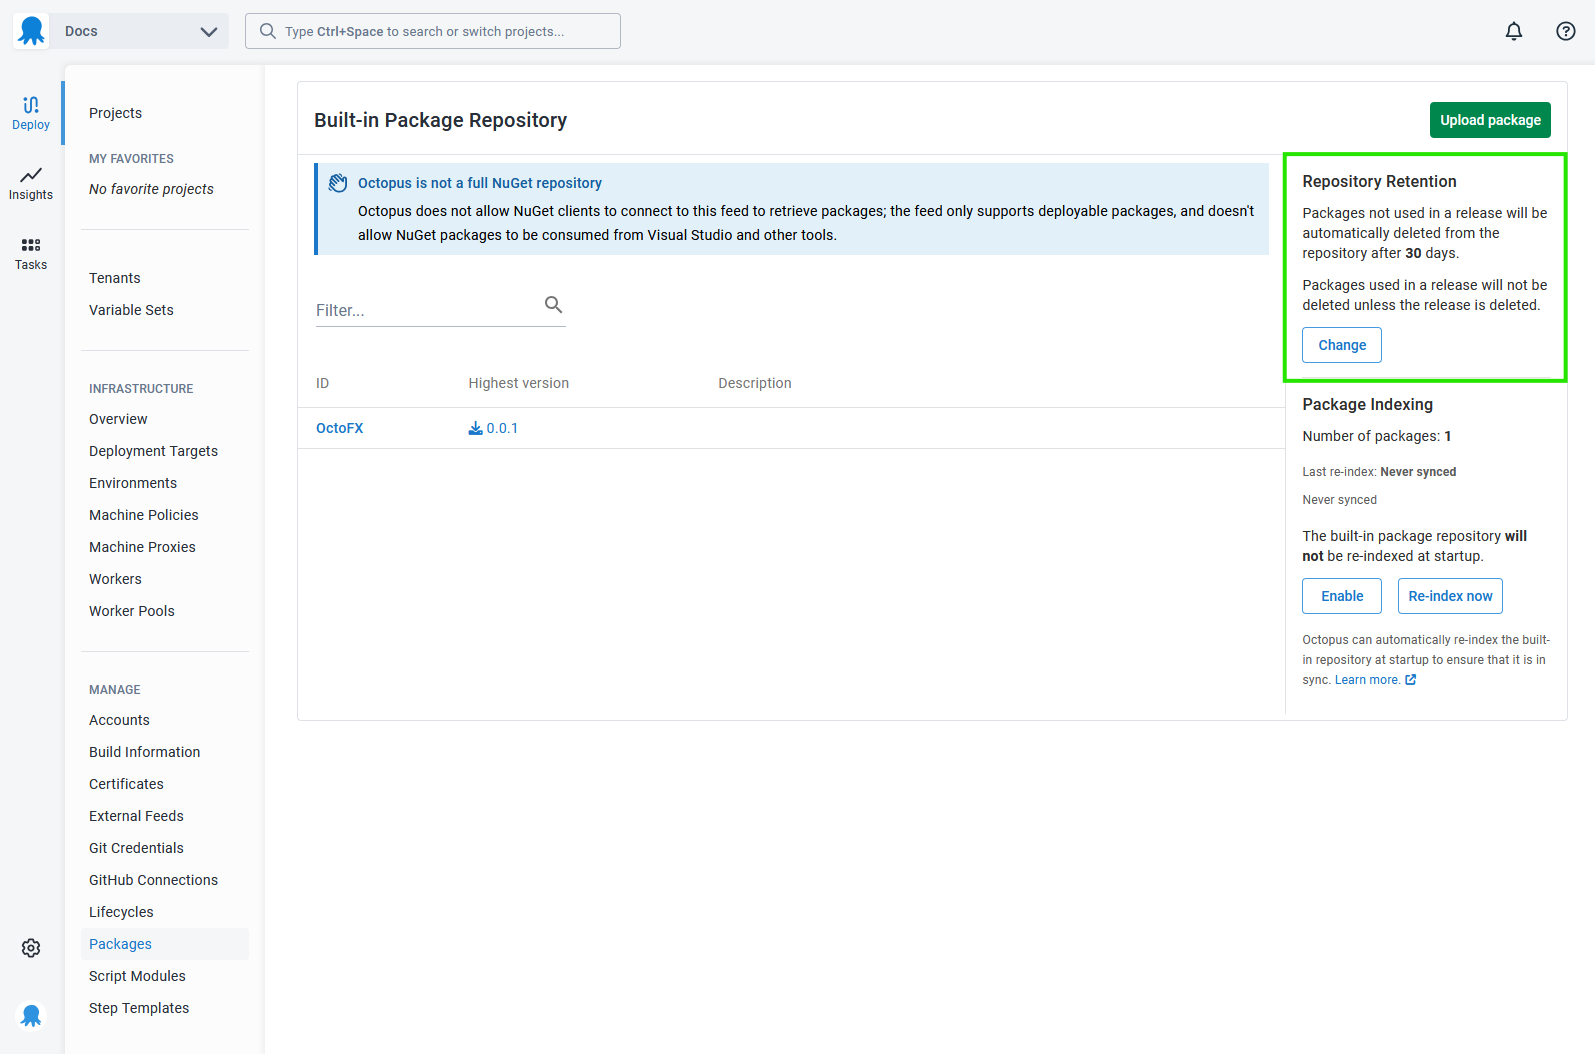 Docs
Type Ctrl+Space to search or switch projects...
Deploy
Insights
Tasks
Projects
MY FAVORITES
No favorite projects
Tenants
Variable Sets
INFRASTRUCTURE
Overview
Deployment Targets
Environments
Machine Policies
Machine Proxies
Workers
Worker Pools
MANAGE
Accounts
Build Information
Certificates
External Feeds
Git Credentials
GitHub Connections
Lifecycles
Packages
Script Modules
Step Templates
Built-in Package Repository
Upload package
Octopus is not a full NuGet repository
Octopus does not allow NuGet clients to connect to this feed to retrieve packages; the feed only supports deployable packages, and doesn't
allow NuGet packages to be consumed from Visual Studio and other tools.
Filter...
ID Highest version Description
OctoFX 0.0.1
Repository Retention
Packages not used in a release will be
automatically deleted from the
repository after 30 days.
Packages used in a release will not be
deleted unless the release is deleted.
Change
Package Indexing
Number of packages: 1
Last re-index: Never synced
Never synced
The built-in package repository will
not be re-indexed at startup.
Enable Re-index now
Octopus can automatically re-index the built-
in repository at startup to ensure that it is in
sync. Learn more.